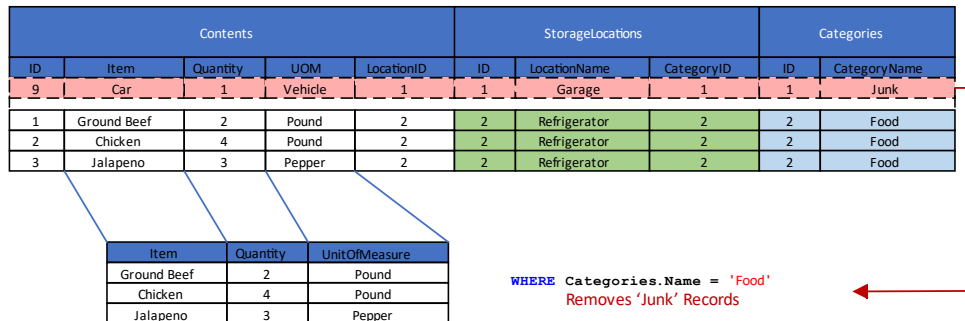 Contents StorageLocations Categories
ID Item Quantity UOM LocationID ID LocationName CategoryID ID CategoryName
9 Car 1 Vehicle 1 1 Garage 1 1 Junk
1 Ground Beef 2 Pound 2 2 Refrigerator 2 2 Food
2 Chicken 4 Pound 2 2 Refrigerator 2 2 Food
3 Jalapeno 3 Pepper 2 2 Refrigerator 2 2 Food
Item Quantity UnitOfMeasure
Ground Beef 2 Pound
Chicken 4 Pound
Jalapeno 3 Pepper
WHERE Categories.Name = 'Food'
Removes ‘Junk’ Records